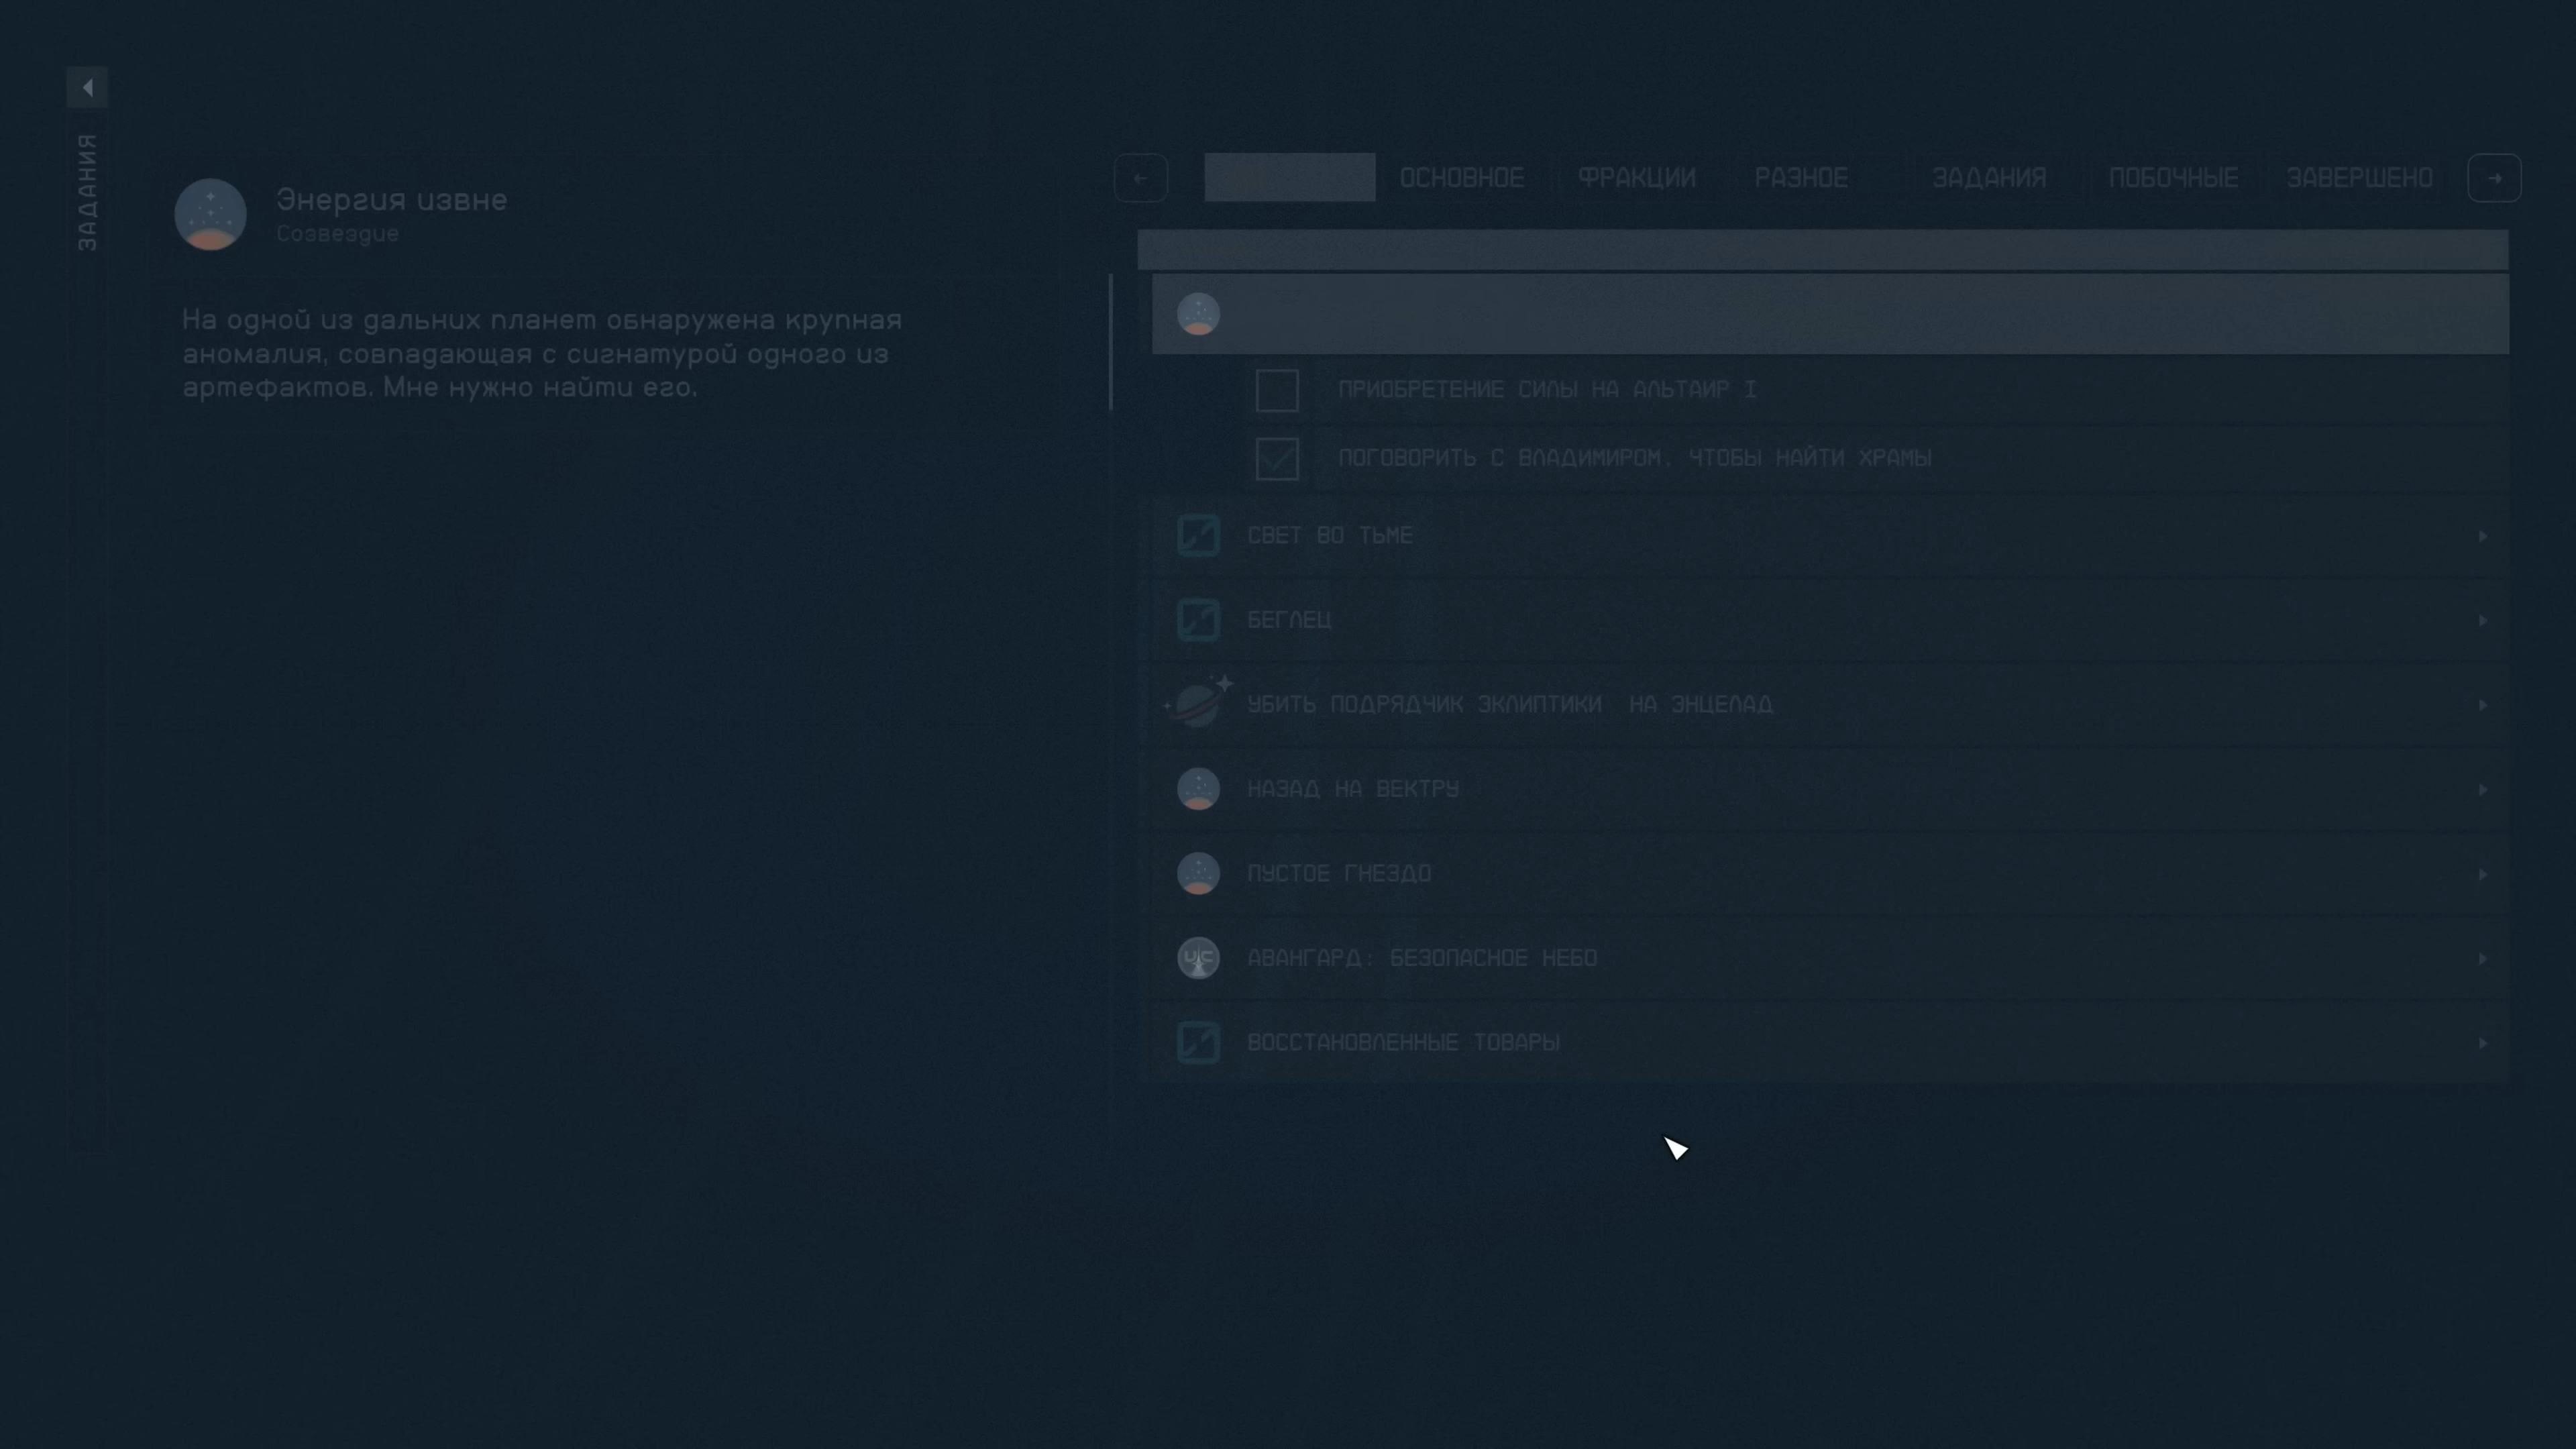 ЗАДАНИЯ
Энергия извне
Созвездие
На одной из дальних планет обнаружена крупная
аномалия, совпадающая с сигнатурой одного из
артефактов. Мне нужно найти его.
ОСНОВНОЕ ФРАКЦИИ РАЗНОЕ ЗАДАНИЯ ПОБОЧНЫЕ ЗАВЕРШЕНО
ПРИОБРЕТЕНИЕ СИЛЫ НА АЛЬТАИР I
ПОГОВОРИТЬ С ВЛАДИМИРОМ, ЧТОБЫ НАЙТИ ХРАМЫ
СВЕТ ВО ТЬМЕ
БЕГЛЕЦ
УБИТЬ ПОДРЯДЧИК ЭКЛИПТИКИ НА ЭНЦЕЛАД
НАЗАД НА ВЕКТРУ
ПУСТОЕ ГНЕЗДО
UC
АВАНГАРД: БЕЗОПАСНОЕ НЕБО
ВОССТАНОВЛЕННЫЕ ТОВАРЫ